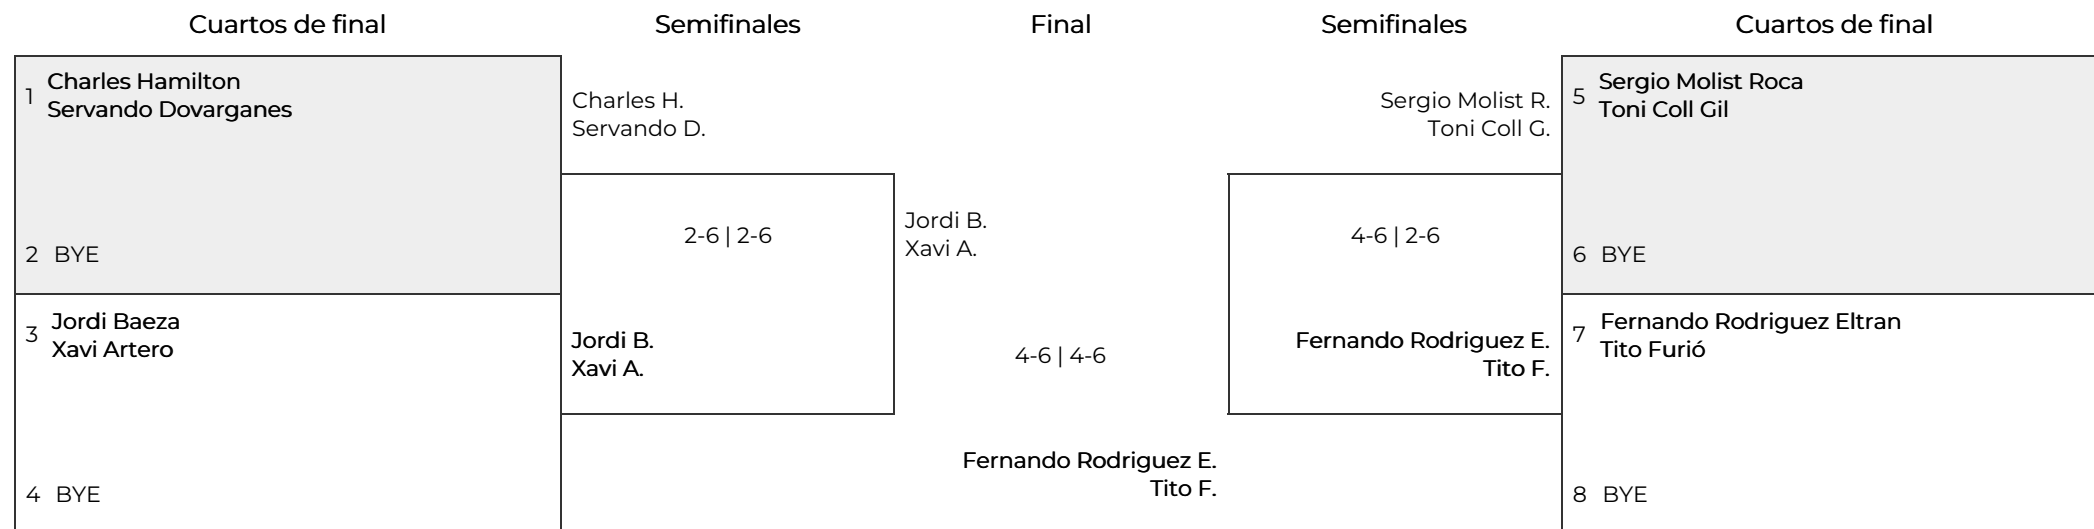 Cuartos de final
Semifinales
Final
Semifinales
Cuartos de final
1
Charles Hamilton
Servando Dovarganes
2 BYE
3
Jordi Baeza
Xavi Artero
4 BYE
Charles H.
Servando D.
2-6 | 2-6
Jordi B.
Xavi A.
Jordi B.
Xavi A.
4-6 | 4-6
Fernando Rodriguez E.
Tito F.
Sergio Molist R.
Toni Coll G.
4-6 | 2-6
Fernando Rodriguez E.
Tito F.
5
Sergio Molist Roca
Toni Coll Gil
6 BYE
7
Fernando Rodriguez Eltran
Tito Furió
8 BYE